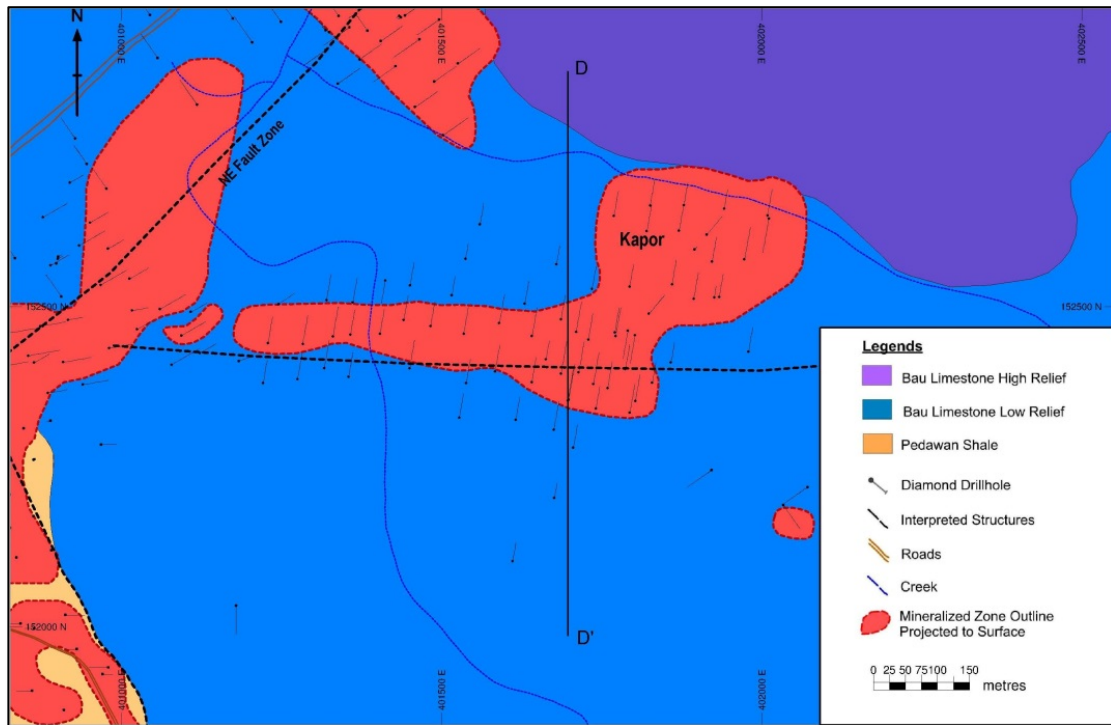 N
401000 E
401500 E
402000 E
402500 E
D
NE Fault Zone
Kapor
152500 N
152500 N
Legends
Bau Limestone High Relief
Bau Limestone Low Relief
Pedawan Shale
Diamond Drillhole
Interpreted Structures
Roads
Creek
Mineralized Zone Outline
Projected to Surface
0 25 50 75 100 150
metres
152000 N
D'
401000 E
401500 E
402000 E